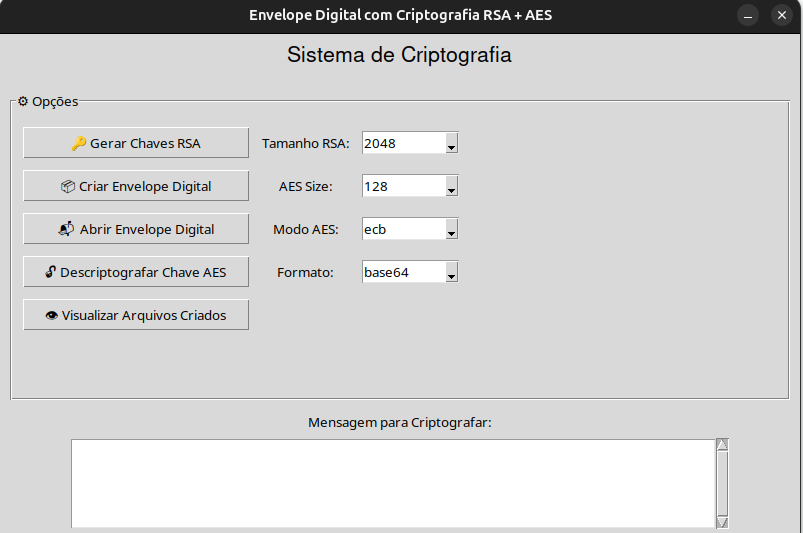 Envelope Digital com Criptografia RSA + AES
Sistema de Criptografia
⚙ Opções
🔑 Gerar Chaves RSA Tamanho RSA: 2048
📦 Criar Envelope Digital AES Size: 128
📬 Abrir Envelope Digital Modo AES: ecb
🔓 Descriptografar Chave AES Formato: base64
👁 Visualizar Arquivos Criados
Mensagem para Criptografar: